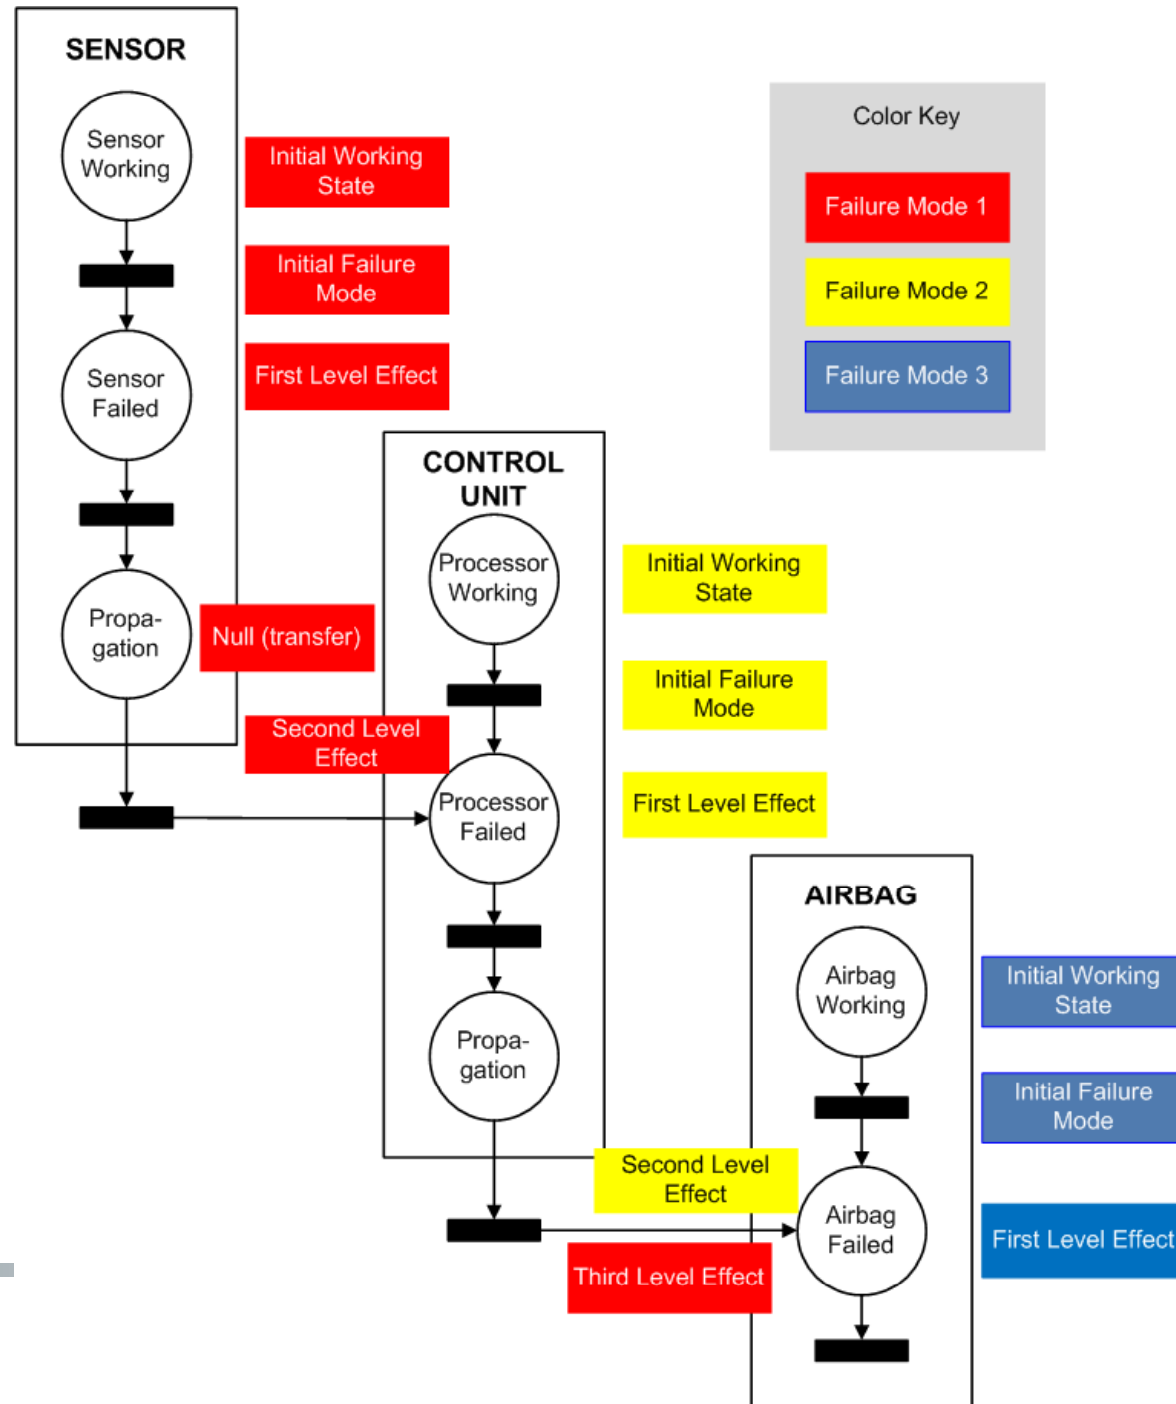 SENSOR
Sensor
Working
Initial Working
State
Initial Failure
Mode
Sensor
Failed
First Level Effect
Propa-
gation
Null (transfer)
Second Level
Effect
Color Key
Failure Mode 1
Failure Mode 2
Failure Mode 3
CONTROL
UNIT
Processor
Working
Initial Working
State
Initial Failure
Mode
Processor
Failed
First Level Effect
Propa-
gation
Second Level
Effect
Third Level Effect
AIRBAG
Airbag
Working
Initial Working
State
Initial Failure
Mode
Airbag
Failed
First Level Effect